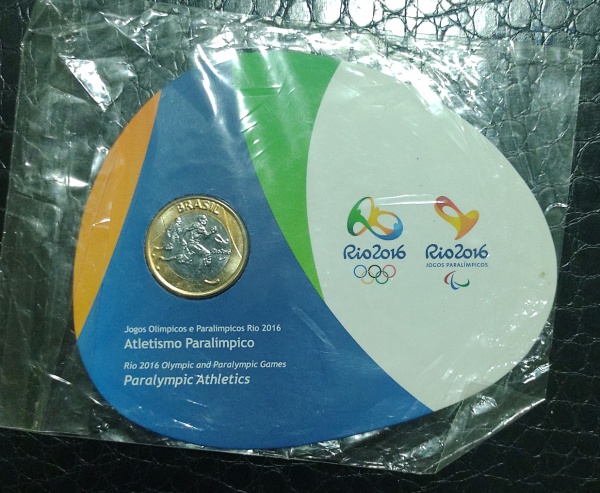 BRASIL
Jogos Olímpicos e Paralímpicos Rio 2016
Atletismo Paralímpico
Rio 2016 Olympic and Paralympic Games
Paralympic Athletics
Rio2016
Rio2016
JOGOS PARALÍMPICOS